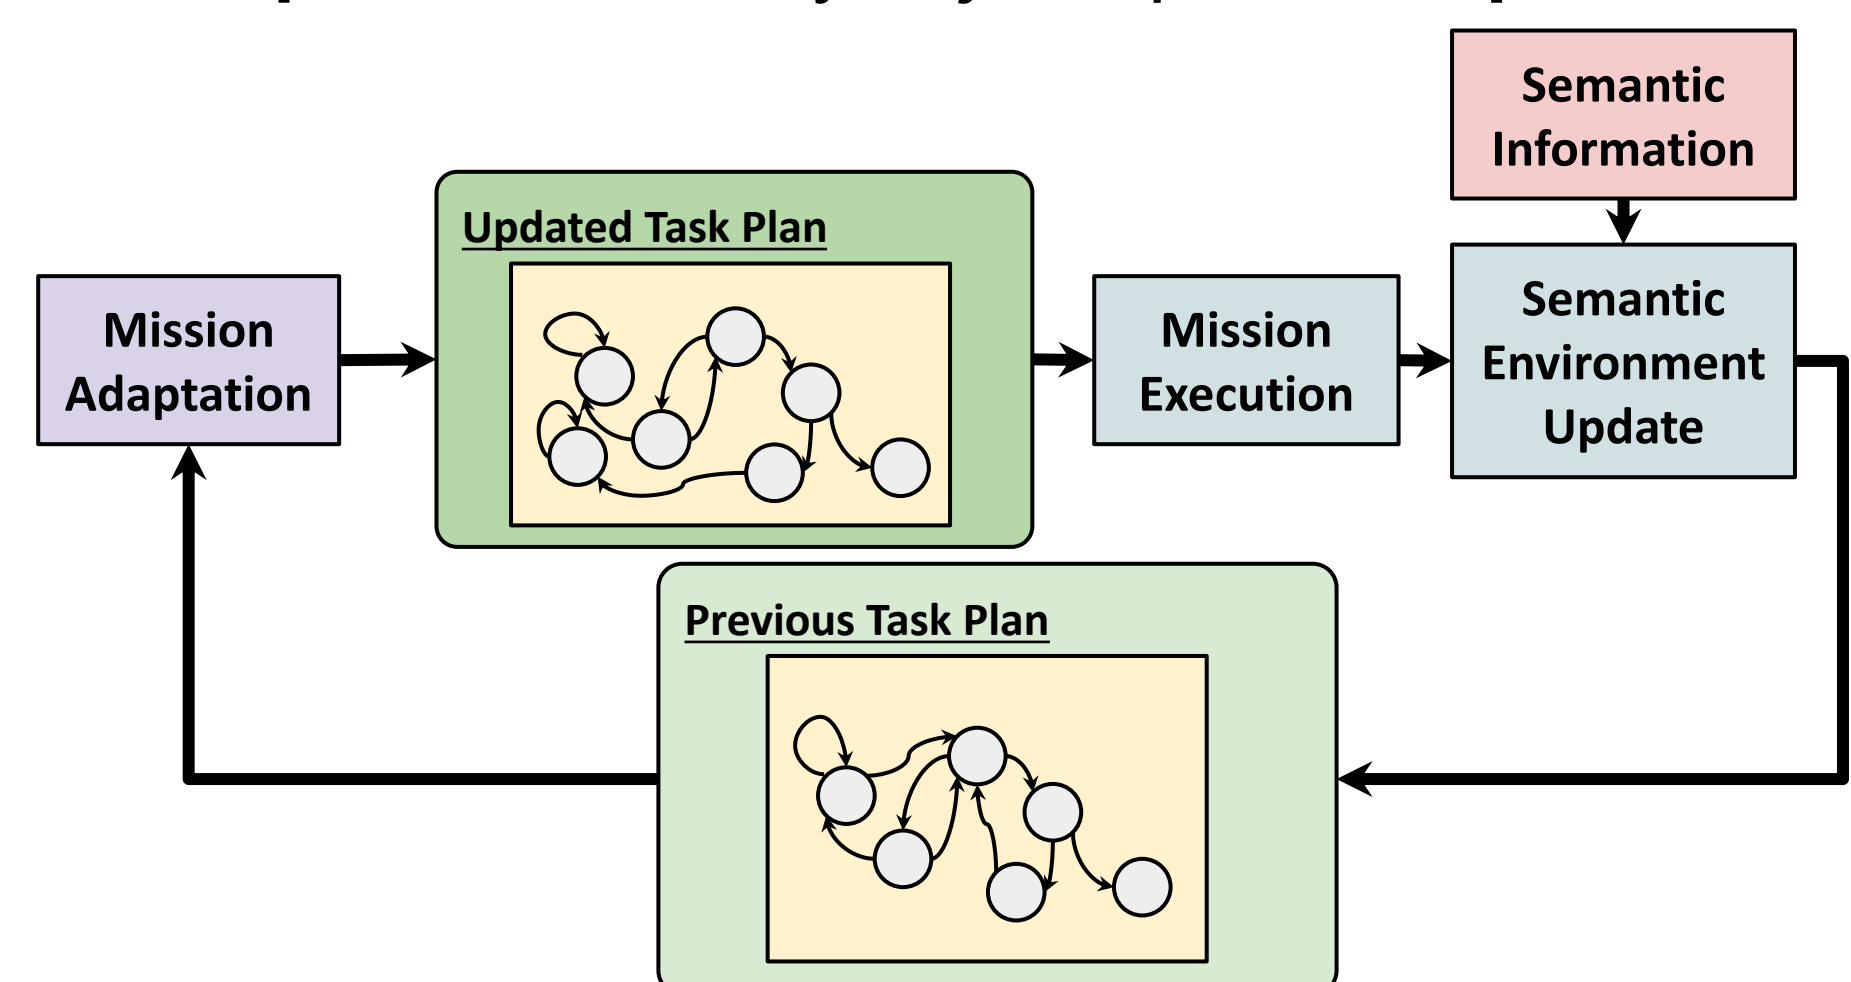 Semantic
Information
Updated Task Plan
Mission
Adaptation
Mission
Execution
Semantic
Environment
Update
Previous Task Plan